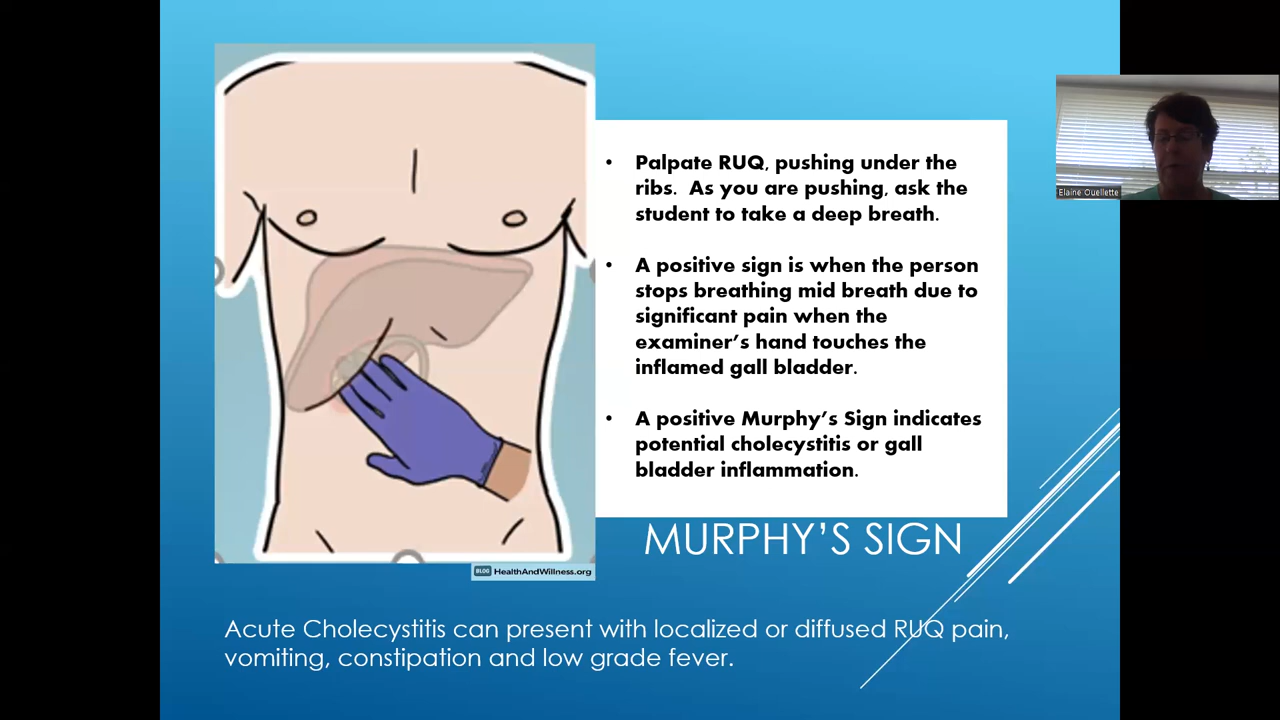 • Palpate RUQ, pushing under the
ribs.  As you are pushing, ask the
student to take a deep breath.
• A positive sign is when the person
stops breathing mid breath due to
significant pain when the
examiner’s hand touches the
inflamed gall bladder.
• A positive Murphy’s Sign indicates
potential cholecystitis or gall
bladder inflammation.
MURPHY’S SIGN
BLOG HealthAndWillness.org
Acute Cholecystitis can present with localized or diffused RUQ pain,
vomiting, constipation and low grade fever.
Elaine Ouellette